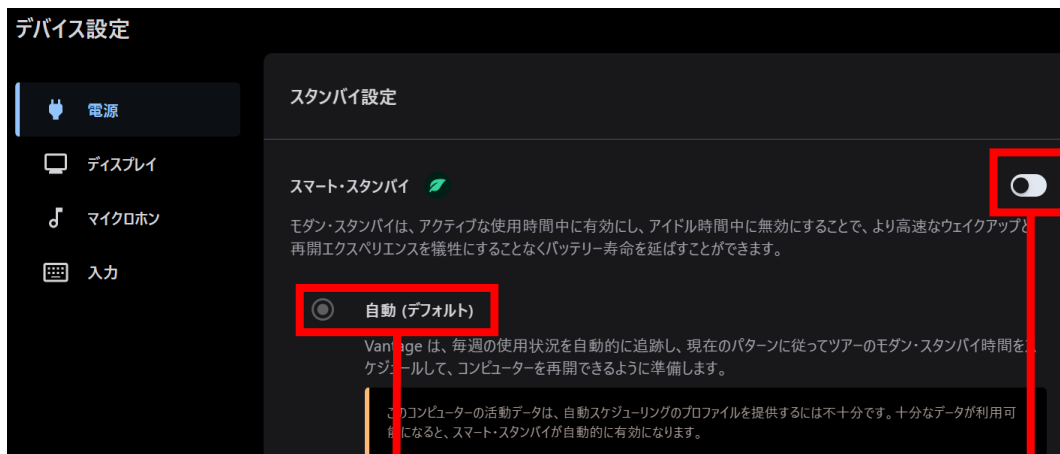 デバイス設定
電源
ディスプレイ
マイクロホン
入力
スタンバイ設定
スマート・スタンバイ
モダン・スタンバイは、アクティブな使用時間中に有効にし、アイドル時間中に無効にすることで、より高速なウェイクアップと
再開エクスペリエンスを犠牲にすることなくバッテリー寿命を延ばすことができます。
自動 (デフォルト)
Vantage は、毎週の使用状況を自動的に追跡し、現在のパターンに従ってツアーのモダン・スタンバイ時間をス
ケジュールして、コンピューターを再開できるように準備します。
このコンピューターの活動データは、自動スケジューリングのプロファイルを提供するには不十分です。十分なデータが利用可
能になると、スマート・スタンバイが自動的に有効になります。